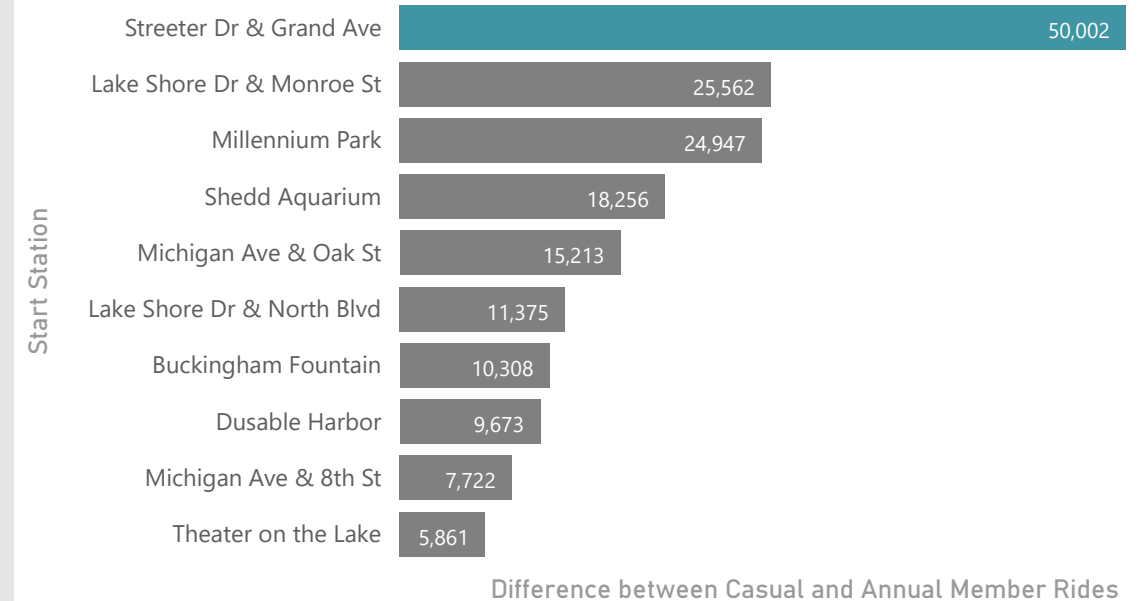 Start Station
Streeter Dr & Grand Ave 50,002
Lake Shore Dr & Monroe St 25,562
Millennium Park 24,947
Shedd Aquarium 18,256
Michigan Ave & Oak St 15,213
Lake Shore Dr & North Blvd 11,375
Buckingham Fountain 10,308
Dusable Harbor 9,673
Michigan Ave & 8th St 7,722
Theater on the Lake 5,861
Difference between Casual and Annual Member Rides